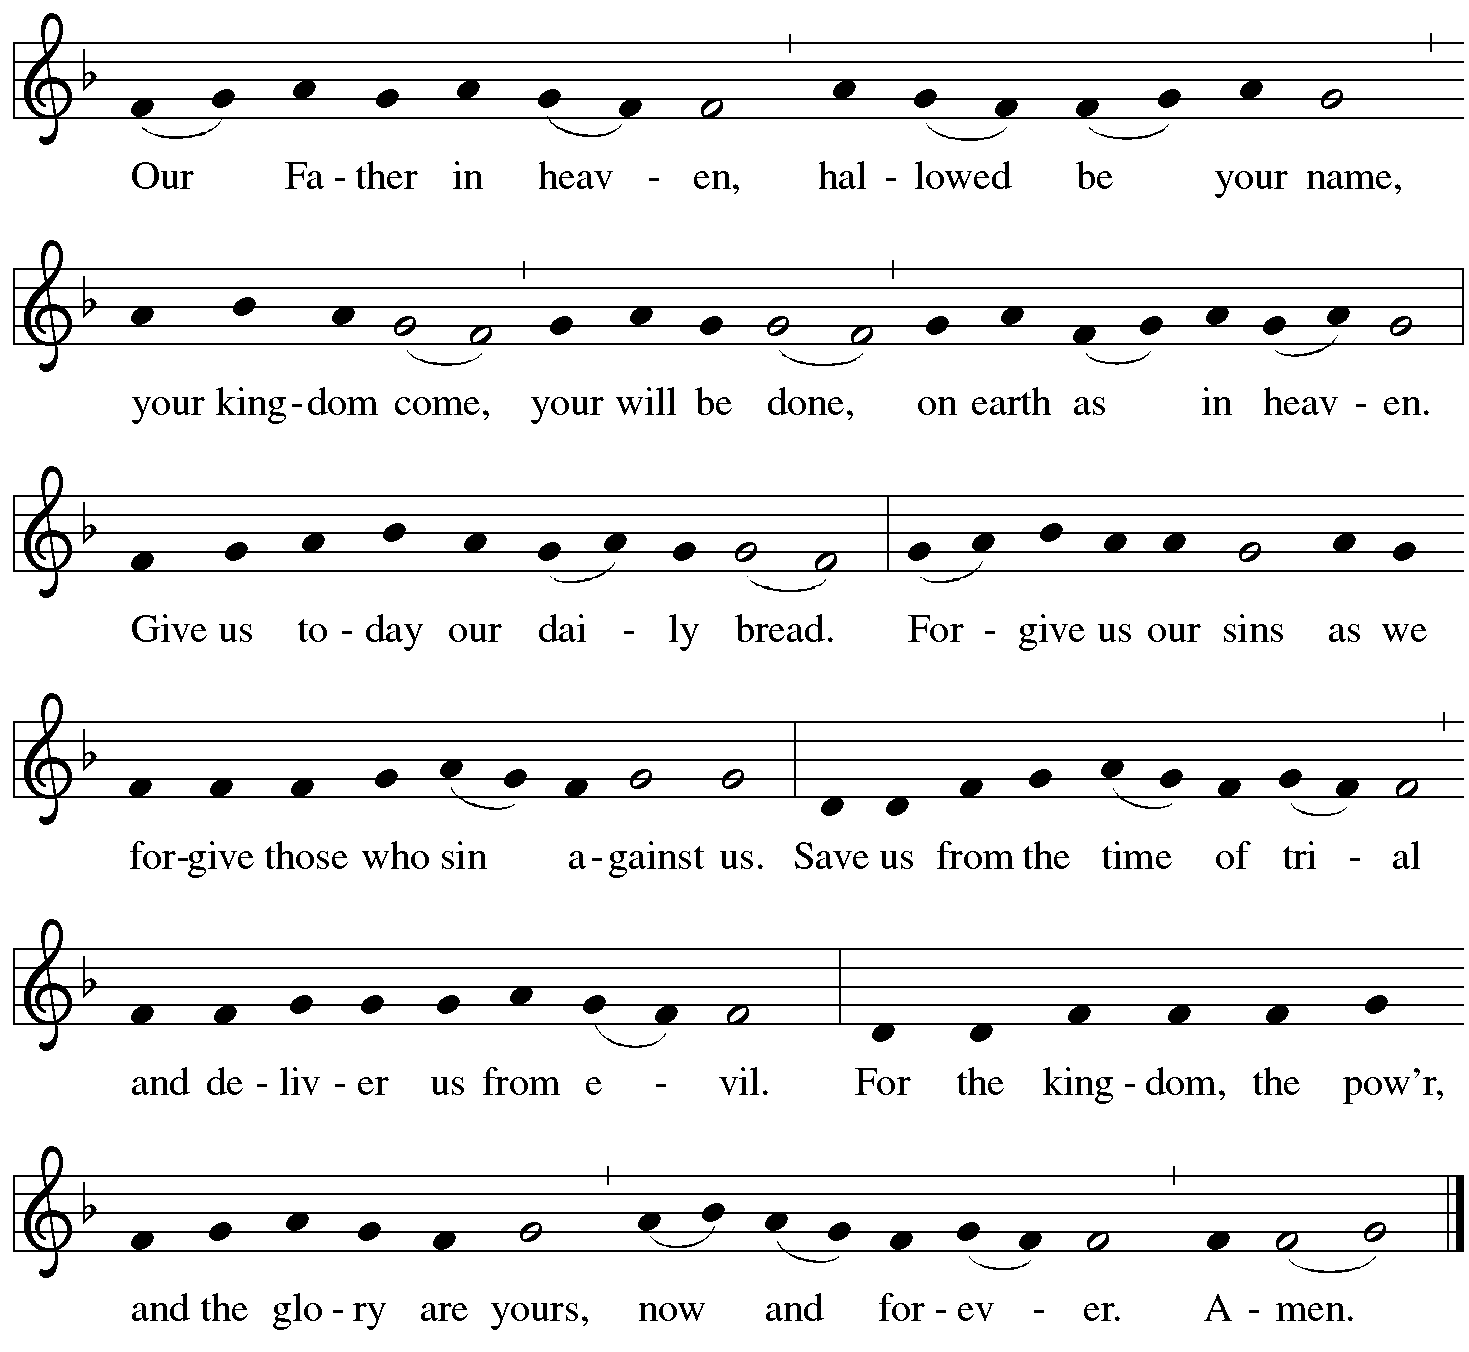 Our Fa - ther in heav - en, hal - lowed be your name,
your king - dom come, your will be done, on earth as in heav - en.
Give us to - day our dai - ly bread. For - give us our sins as we
for - give those who sin a - gainst us. Save us from the time of tri - al
and de - liv - er us from e - vil. For the king - dom, the pow’r,
and the glo - ry are yours, now and for - ev - er. A - men.